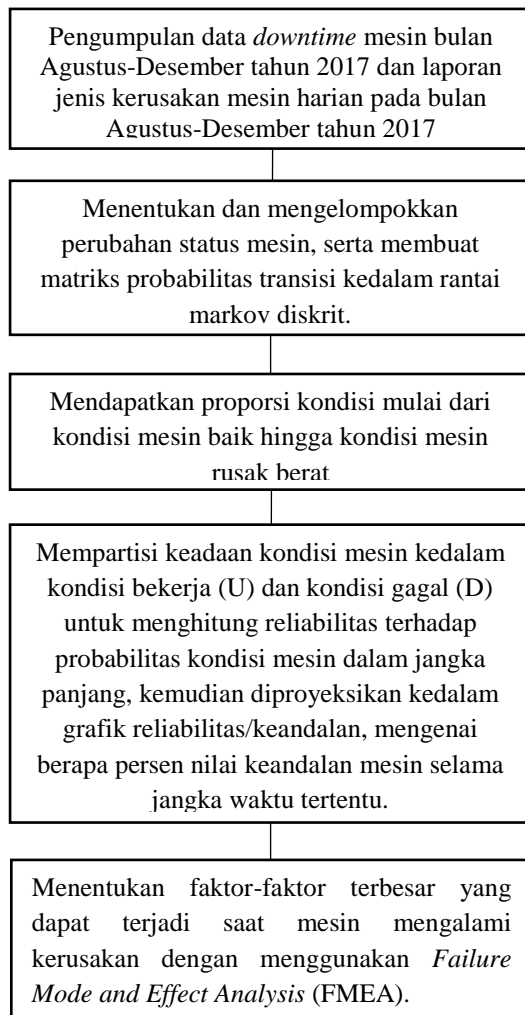 Pengumpulan data downtime mesin bulan
Agustus-Desember tahun 2017 dan laporan
jenis kerusakan mesin harian pada bulan
Agustus-Desember tahun 2017
Menentukan dan mengelompokkan
perubahan status mesin, serta membuat
matriks probabilitas transisi kedalam rantai
markov diskrit.
Mendapatkan proporsi kondisi mulai dari
kondisi mesin baik hingga kondisi mesin
rusak berat
Mempartisi keadaan kondisi mesin kedalam
kondisi bekerja (U) dan kondisi gagal (D)
untuk menghitung reliabilitas terhadap
probabilitas kondisi mesin dalam jangka
panjang, kemudian diproyeksikan kedalam
grafik reliabilitas/keandalan, mengenai
berapa persen nilai keandalan mesin selama
jangka waktu tertentu.
Menentukan faktor-faktor terbesar yang
dapat terjadi saat mesin mengalami
kerusakan dengan menggunakan Failure
Mode and Effect Analysis (FMEA).